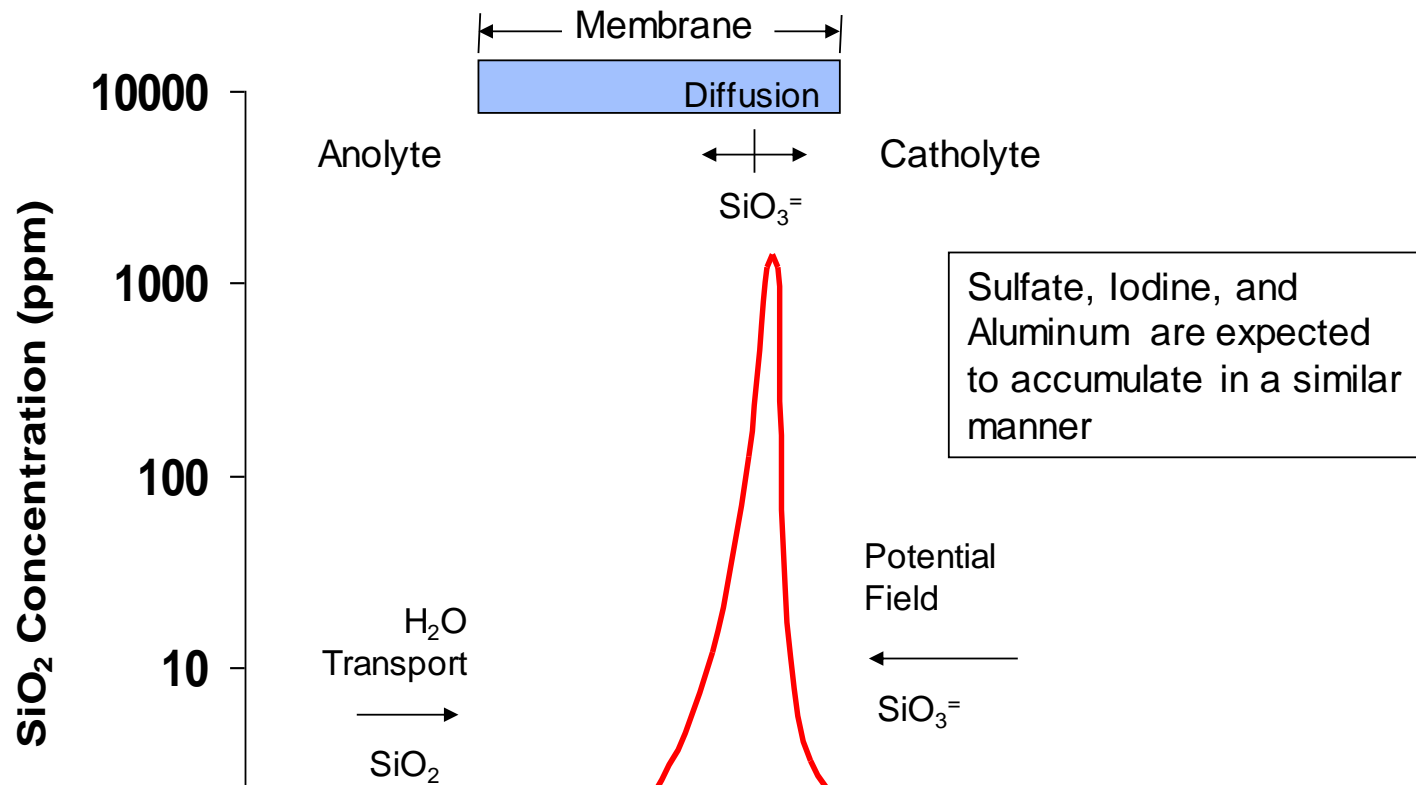 Membrane
Diffusion
10000
Anolyte
Catholyte
SiO₃⁼
SiO₂ Concentration (ppm)
1000
Sulfate, Iodine, and
Aluminum are expected
to accumulate in a similar
manner
100
Potential
Field
H₂O
Transport
10
SiO₃⁼
SiO₂